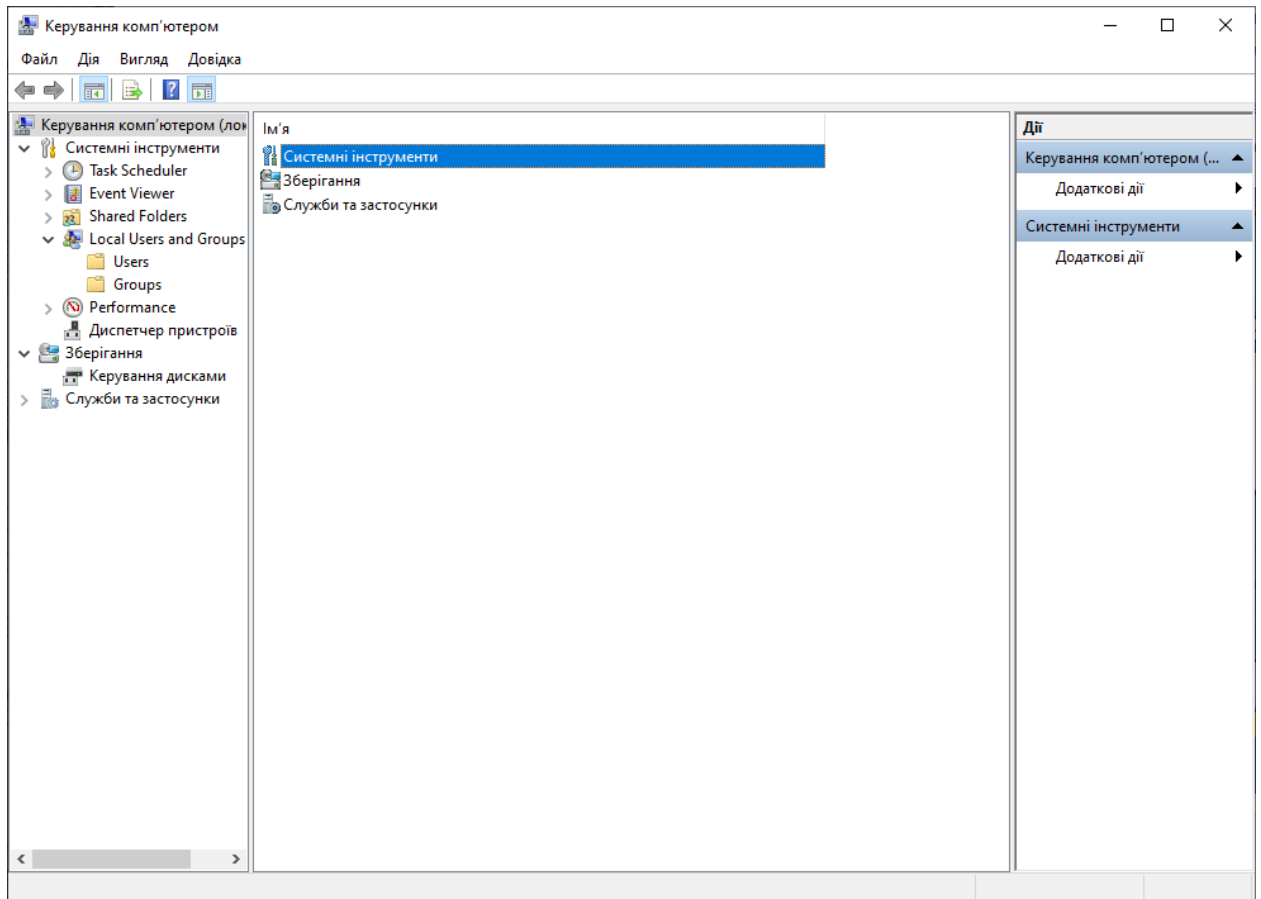 Керування комп'ютером
Файл Дія Вигляд Довідка
Керування комп'ютером (лок
Системні інструменти
Task Scheduler
Event Viewer
Shared Folders
Local Users and Groups
Users
Groups
Performance
Диспетчер пристроїв
Зберігання
Керування дисками
Служби та застосунки
Ім'я
Системні інструменти
Зберігання
Служби та застосунки
Дії
Керування комп'ютером (...
Додаткові дії
Системні інструменти
Додаткові дії